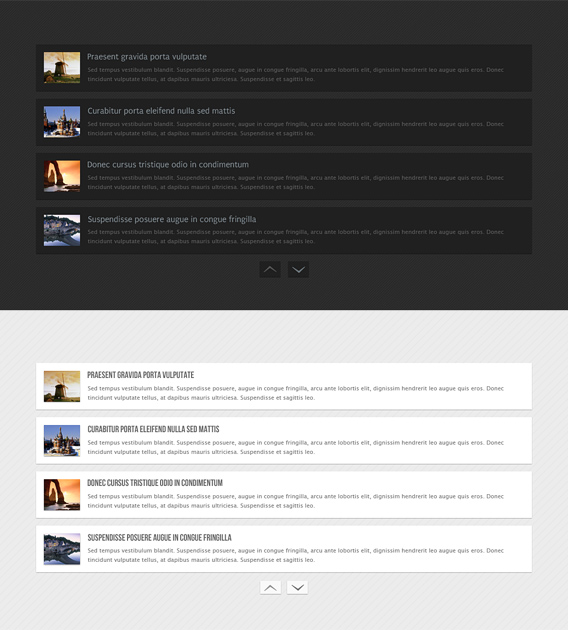 Praesent gravida porta vulputate
Sed tempus vestibulum blandit. Suspendisse posuere, augue in congue fringilla, arcu ante lobortis elit, dignissim hendrerit leo augue quis eros. Donec
tincidunt vulputate tellus, at dapibus mauris ultriciesa. Suspendisse et sagittis leo.
Curabitur porta eleifend nulla sed mattis
Sed tempus vestibulum blandit. Suspendisse posuere, augue in congue fringilla, arcu ante lobortis elit, dignissim hendrerit leo augue quis eros. Donec
tincidunt vulputate tellus, at dapibus mauris ultriciesa. Suspendisse et sagittis leo.
Donec cursus tristique odio in condimentum
Sed tempus vestibulum blandit. Suspendisse posuere, augue in congue fringilla, arcu ante lobortis elit, dignissim hendrerit leo augue quis eros. Donec
tincidunt vulputate tellus, at dapibus mauris ultriciesa. Suspendisse et sagittis leo.
Suspendisse posuere augue in congue fringilla
Sed tempus vestibulum blandit. Suspendisse posuere, augue in congue fringilla, arcu ante lobortis elit, dignissim hendrerit leo augue quis eros. Donec
tincidunt vulputate tellus, at dapibus mauris ultriciesa. Suspendisse et sagittis leo.
PRAESENT GRAVIDA PORTA VULPUTATE
Sed tempus vestibulum blandit. Suspendisse posuere, augue in congue fringilla, arcu ante lobortis elit, dignissim hendrerit leo augue quis eros. Donec
tincidunt vulputate tellus, at dapibus mauris ultriciesa. Suspendisse et sagittis leo.
CURABITUR PORTA ELEIFEND NULLA SED MATTIS
Sed tempus vestibulum blandit. Suspendisse posuere, augue in congue fringilla, arcu ante lobortis elit, dignissim hendrerit leo augue quis eros. Donec
tincidunt vulputate tellus, at dapibus mauris ultriciesa. Suspendisse et sagittis leo.
DONEC CURSUS TRISTIQUE ODIO IN CONDIMENTUM
Sed tempus vestibulum blandit. Suspendisse posuere, augue in congue fringilla, arcu ante lobortis elit, dignissim hendrerit leo augue quis eros. Donec
tincidunt vulputate tellus, at dapibus mauris ultriciesa. Suspendisse et sagittis leo.
SUSPENDISSE POSUERE AUGUE IN CONGUE FRINGILLA
Sed tempus vestibulum blandit. Suspendisse posuere, augue in congue fringilla, arcu ante lobortis elit, dignissim hendrerit leo augue quis eros. Donec
tincidunt vulputate tellus, at dapibus mauris ultriciesa. Suspendisse et sagittis leo.